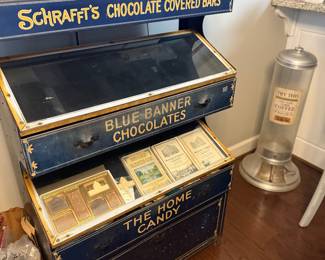 SCHRAFFT'S CHOCOLATE COVERED BARS
BLUE BANNER
CHOCOLATES
THE HOME
CANDY